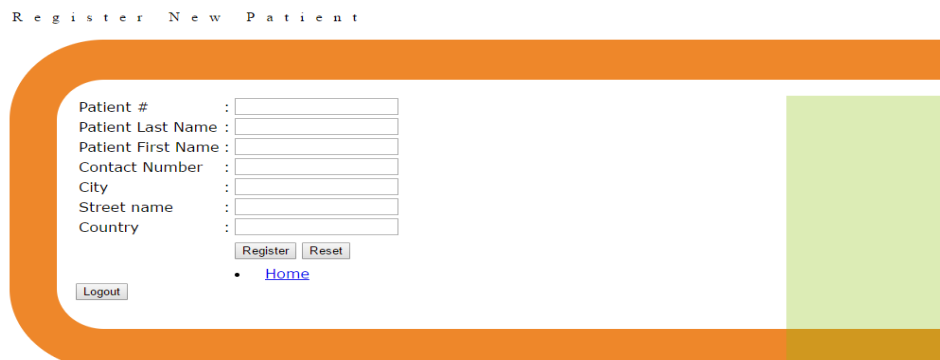 Register New Patient
Patient # :
Patient Last Name :
Patient First Name :
Contact Number :
City :
Street name :
Country :
Register Reset
• Home
Logout